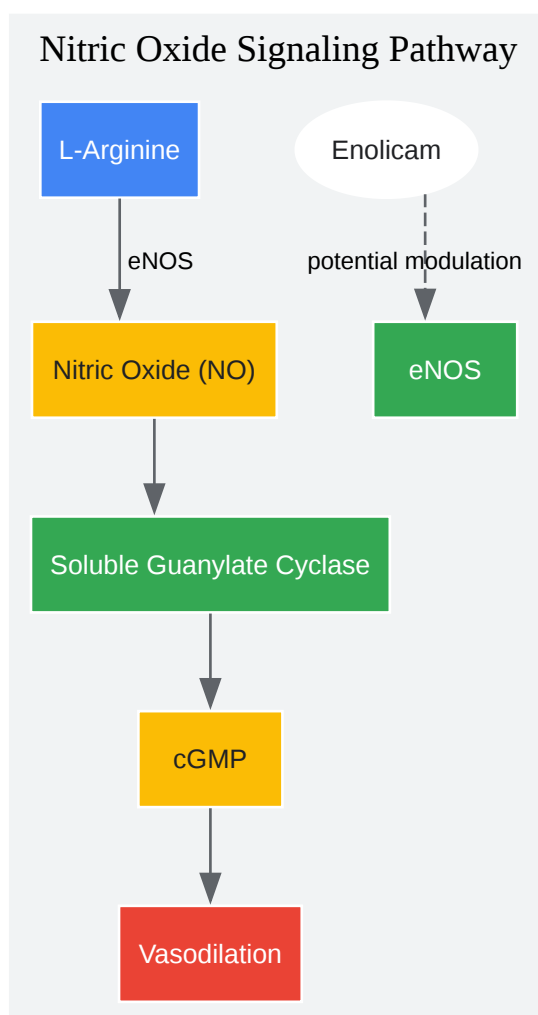 Nitric Oxide Signaling Pathway
L-Arginine
Enolicam
eNOS
potential modulation
Nitric Oxide (NO)
eNOS
Soluble Guanylate Cyclase
cGMP
Vasodilation